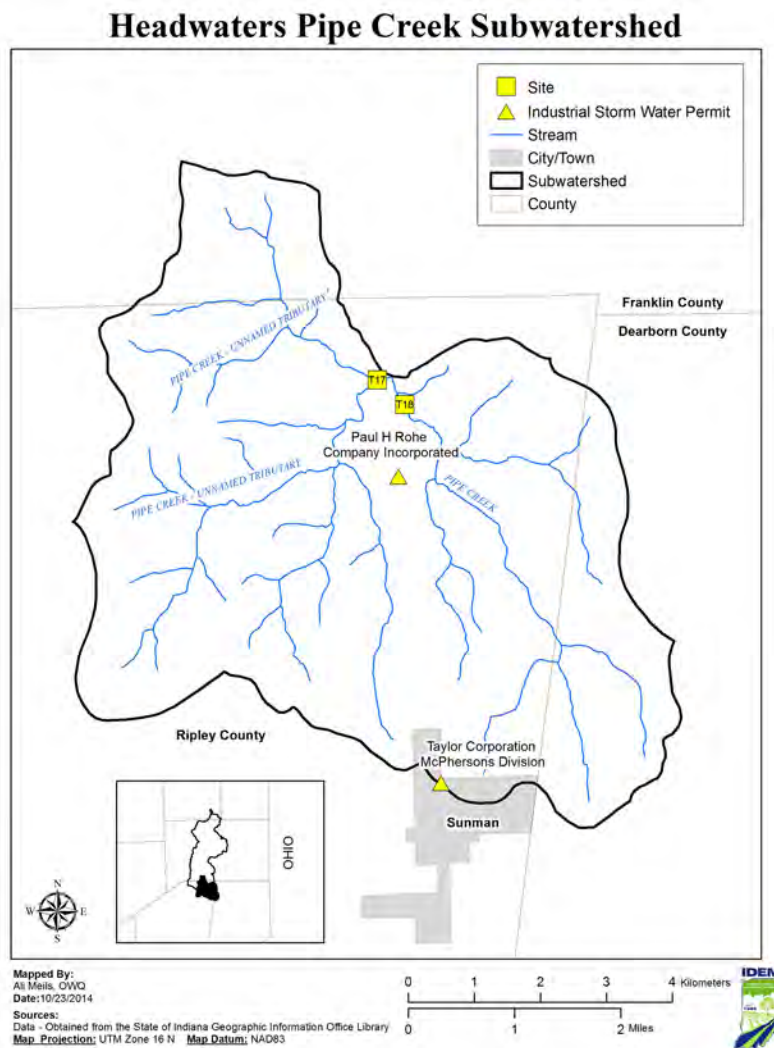 Headwaters Pipe Creek Subwatershed
Site
Industrial Storm Water Permit
Stream
City/Town
Subwatershed
County
Franklin County
Dearborn County
PIPE CREEK - UNNAMED TRIBUTARY
T17
T18
Paul H Rohe
Company Incorporated
PIPE CREEK - UNNAMED TRIBUTARY
PIPE CREEK
Ripley County
Taylor Corporation
McPhersons Division
Sunman
OHIO
N
W E
S
Mapped By:
Ali Meils, OWQ
Date:10/23/2014
Sources:
Data - Obtained from the State of Indiana Geographic Information Office Library
Map Projection: UTM Zone 16 N Map Datum: NAD83
0 1 2 3 4 Kilometers
0 1 2 Miles
IDEM